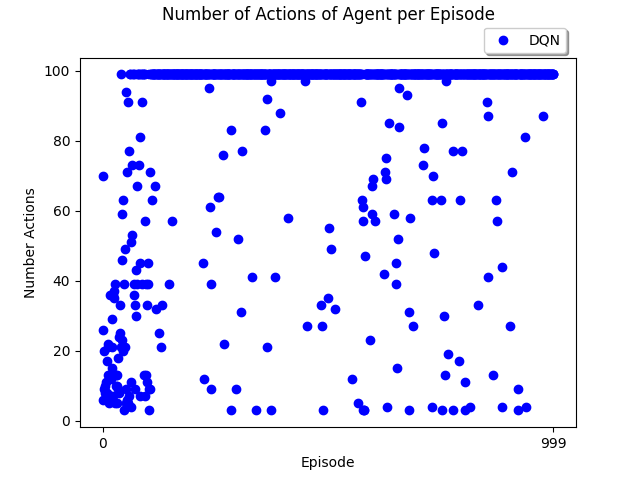 Number of Actions of Agent per Episode
DQN
100
80
60
40
20
0
Number Actions
0
999
Episode